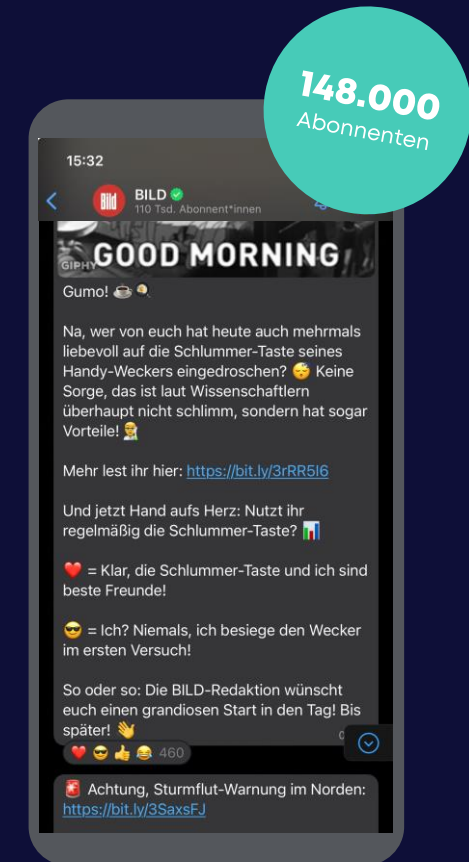 148.000
Abonnenten
15:32
Bild
BILD
110 Tsd. Abonnent*innen
GIPHY
GOOD MORNING
Gumo! ☕🍳
Na, wer von euch hat heute auch mehrmals
liebevoll auf die Schlummer-Taste seines
Handy-Weckers eingedroschen? 😴 Keine
Sorge, das ist laut Wissenschaftlern
überhaupt nicht schlimm, sondern hat sogar
Vorteile! 👨‍🔬
Mehr lest ihr hier: https://bit.ly/3rRR5I6
Und jetzt Hand aufs Herz: Nutzt ihr
regelmäßig die Schlummer-Taste? 📊
❤️ = Klar, die Schlummer-Taste und ich sind
beste Freunde!
😎 = Ich? Niemals, ich besiege den Wecker
im ersten Versuch!
So oder so: Die BILD-Redaktion wünscht
euch einen grandiosen Start in den Tag! Bis
später! 👋
❤️ 😎 👍 😂 460
🚨 Achtung, Sturmflut-Warnung im Norden:
https://bit.ly/3SaxsFJ